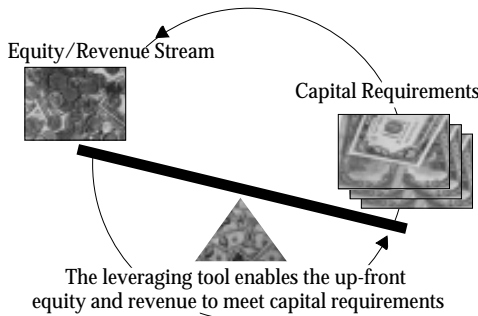 Equity/Revenue Stream
Capital Requirements
The leveraging tool enables the up-front
equity and revenue to meet capital requirements